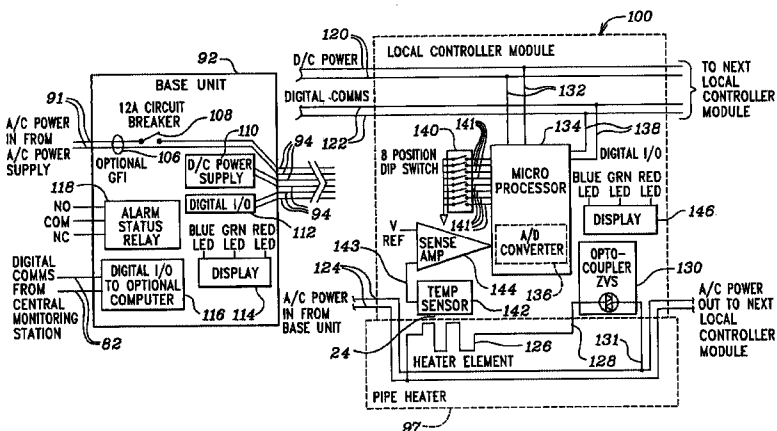 100
92
120
D/C POWER
LOCAL CONTROLLER MODULE
BASE UNIT
91
12A CIRCUIT
BREAKER
108
A/C POWER
IN FROM
A/C POWER
SUPPLY
OPTIONAL
GFI
106
110
D/C POWER
SUPPLY
94
118
NO
COM
NC
ALARM
STATUS
RELAY
DIGITAL I/O
112
94
BLUE
LED
GRN
LED
RED
LED
DISPLAY
114
DIGITAL
COMMS
FROM
CENTRAL
MONITORING
STATION
82
DIGITAL I/O
TO OPTIONAL
COMPUTER
116
DIGITAL COMMS
122
132
TO NEXT
LOCAL
CONTROLLER
MODULE
140
141
134
138
8 POSITION
DIP SWITCH
MICRO
PROCESSOR
DIGITAL I/O
BLUE
LED
GRN
LED
RED
LED
DISPLAY
146
141
V
REF
SENSE
AMP
A/D
CONVERTER
136
144
143
124
TEMP
SENSOR
142
OPTO-
COUPLER
ZVS
130
A/C POWER
IN FROM
BASE UNIT
A/C POWER
OUT TO NEXT
LOCAL
CONTROLLER
MODULE
24
HEATER ELEMENT
126
128
131
PIPE HEATER
97